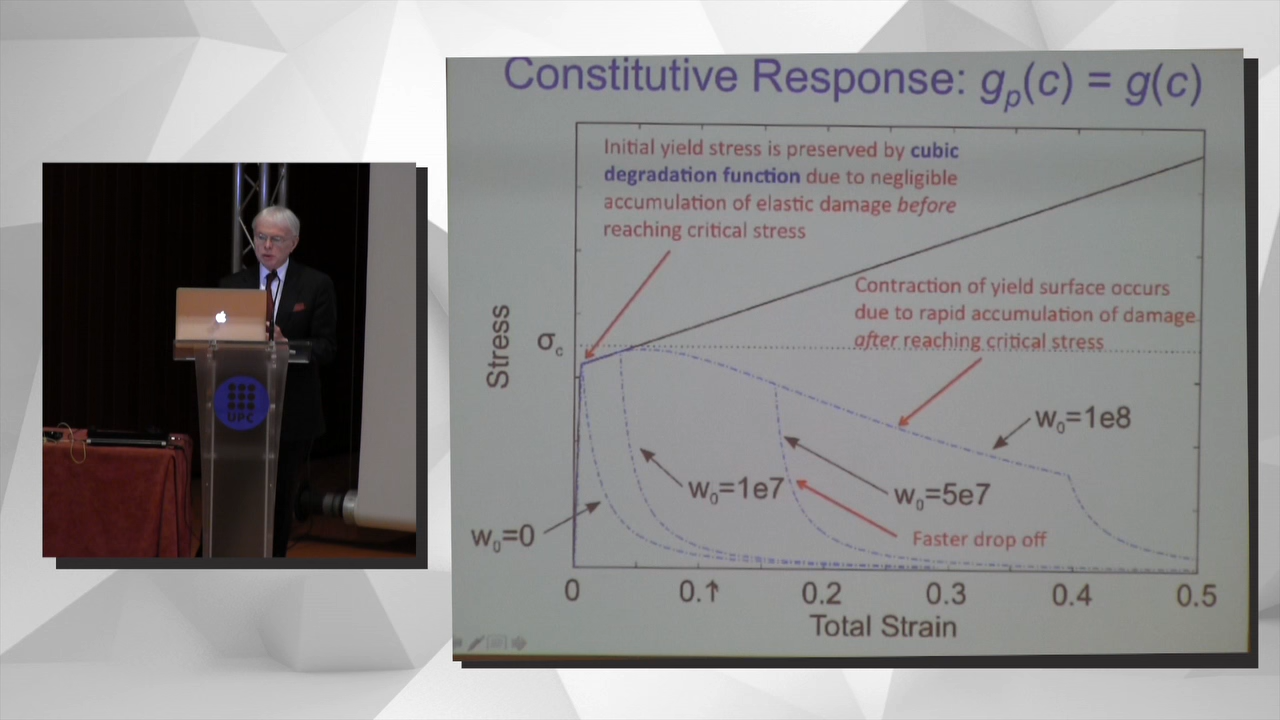 Constitutive Response: gp(c) = g(c)
Initial yield stress is preserved by cubic
degradation function due to negligible
accumulation of elastic damage before
reaching critical stress
Contraction of yield surface occurs
due to rapid accumulation of damage
after reaching critical stress
Stress
σc
w0=1e8
w0=1e7
w0=5e7
w0=0
Faster drop off
0
0.1
0.2
0.3
0.4
0.5
Total Strain
UPC